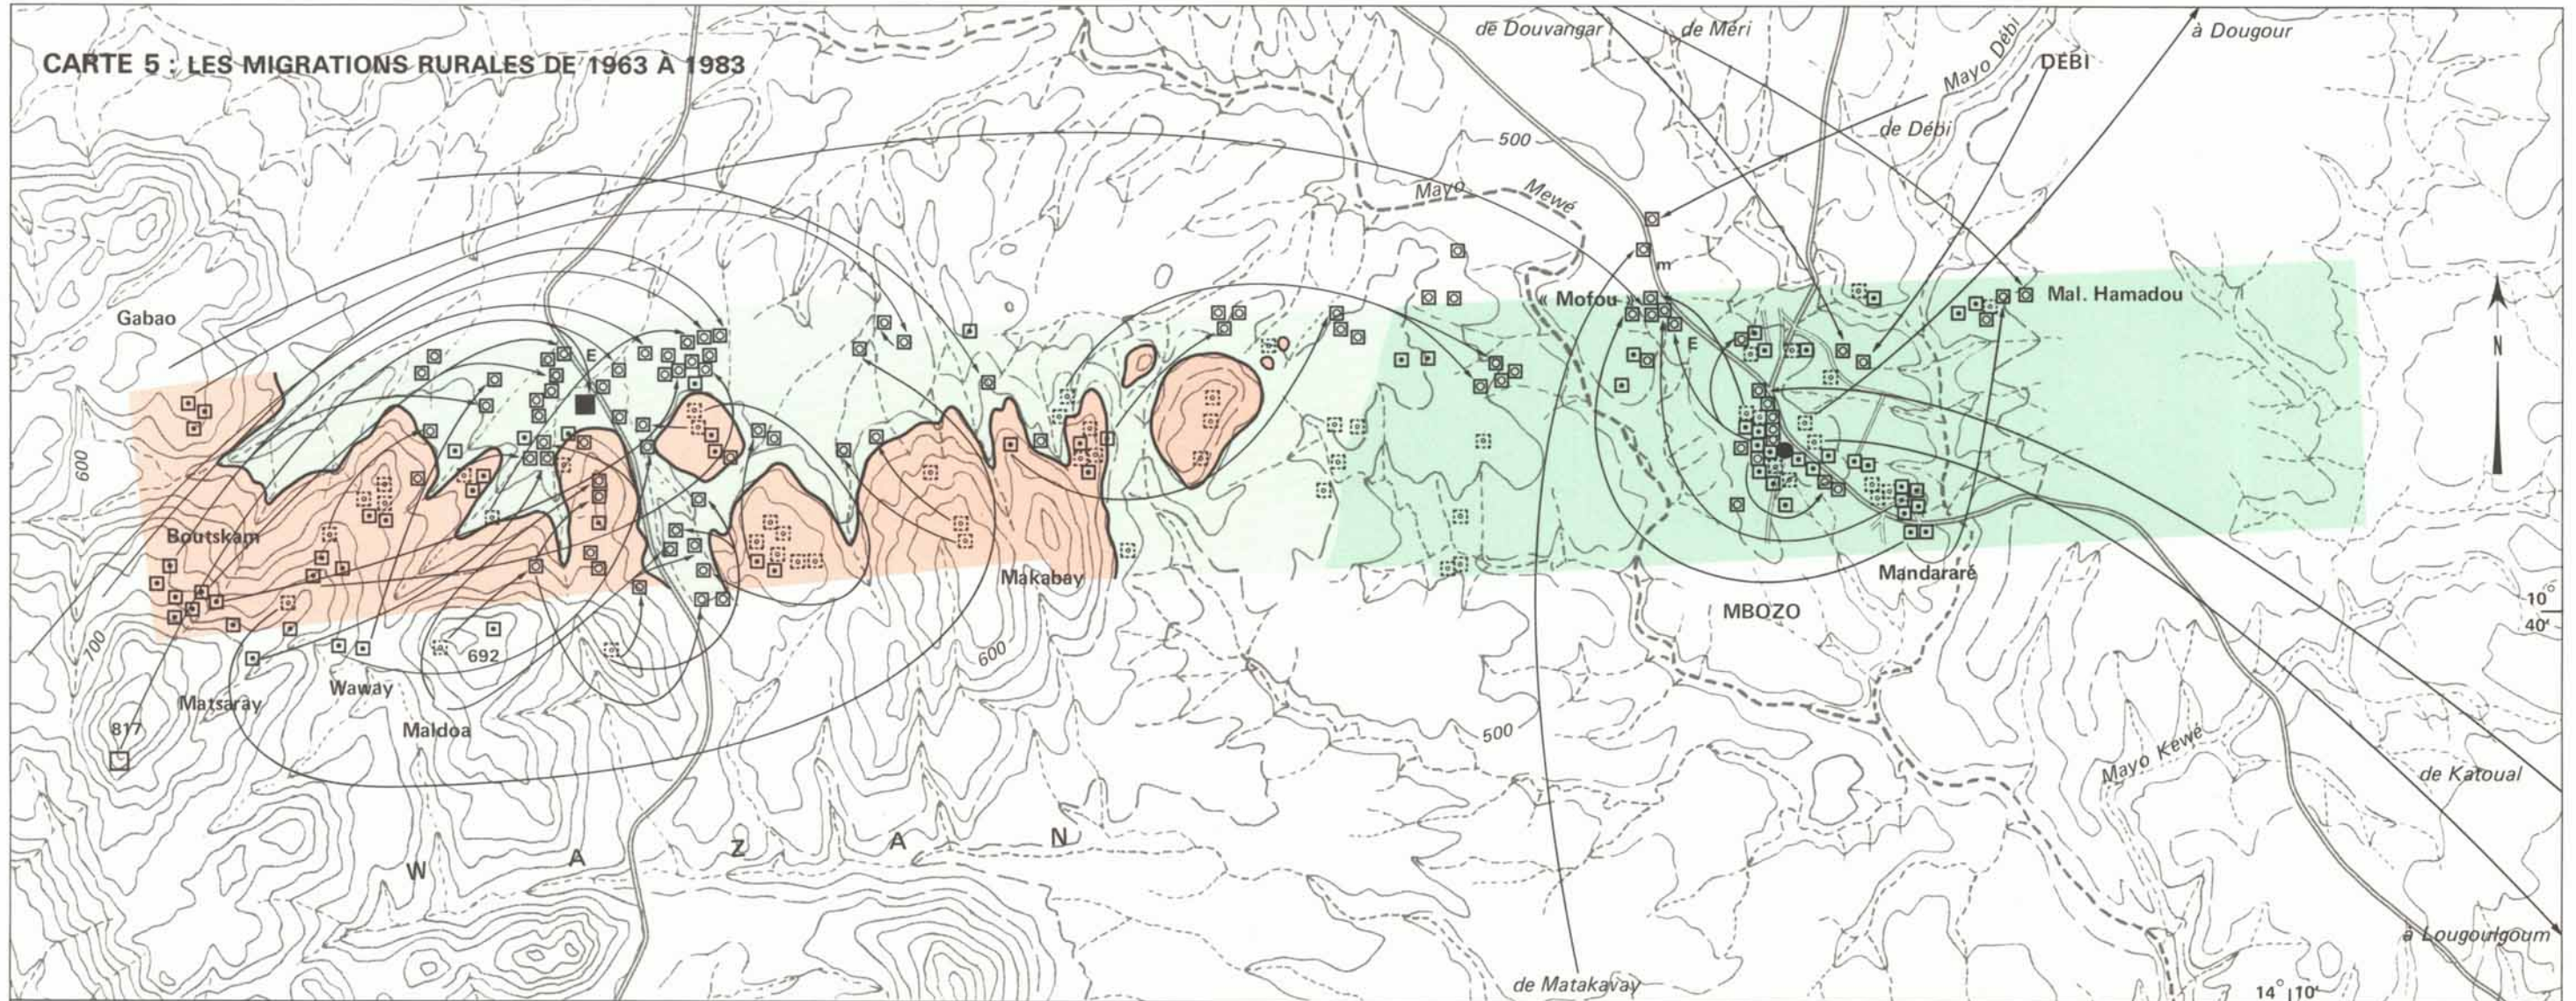 CARTE 5 : LES MIGRATIONS RURALES DE 1963 À 1983
de Douvangar
de Méri
Mayo Débi
DÉBI
à Dougour
de Débi
500
Mayo Mewé
m
« Mofou »
Mal. Hamadou
Gabao
E
E
N
600
Boutskam
Makabay
Mandararé
MBOZO
10°
40'
700
692
600
Matsaray
Waway
Maldoa
817
500
Mayo Kewé
de Katoual
W A Z A N
à Lougoulgoum
de Matakavay
14° 10'